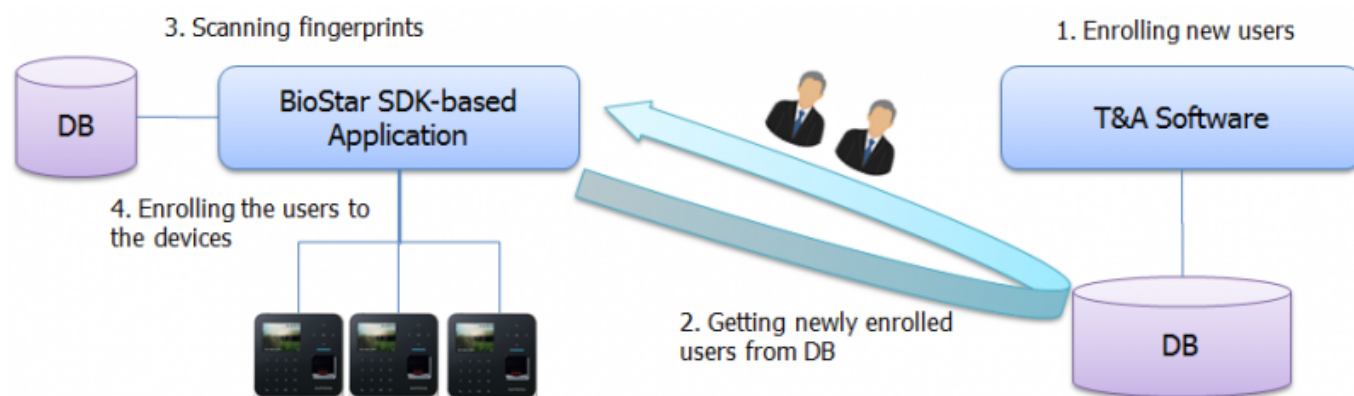 3. Scanning fingerprints
1. Enrolling new users
DB
BioStar SDK-based
Application
T&A Software
4. Enrolling the users to
the devices
2. Getting newly enrolled
users from DB
DB